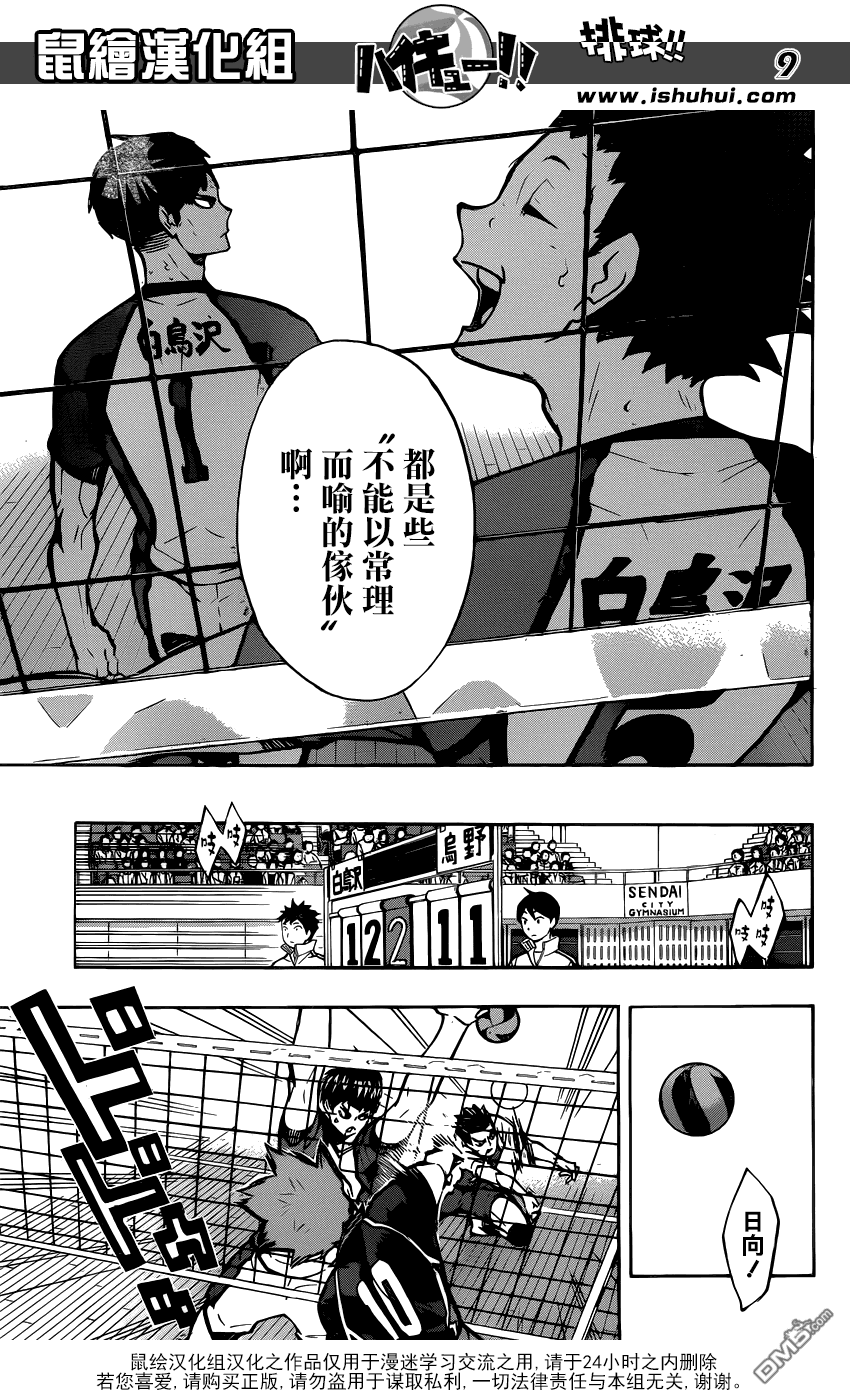 鼠繪漢化組
ハイキュー!!
排球!!
9
www.ishuhui.com
白鳥沢
1
都是些
“不能以常理
而喻的傢伙”
啊…
白鳥沢
5
吱
吱
白鳥沢
烏野
12
2
11
SENDAI
CITY
GYMNASIUM
吱
吱
日向！
10
鼠绘汉化组汉化之作品仅用于漫迷学习交流之用, 请于24小时之内删除
若您喜爱, 请购买正版, 请勿盗用于谋取私利, 一切法律责任与本组无关, 谢谢.
DM5.com